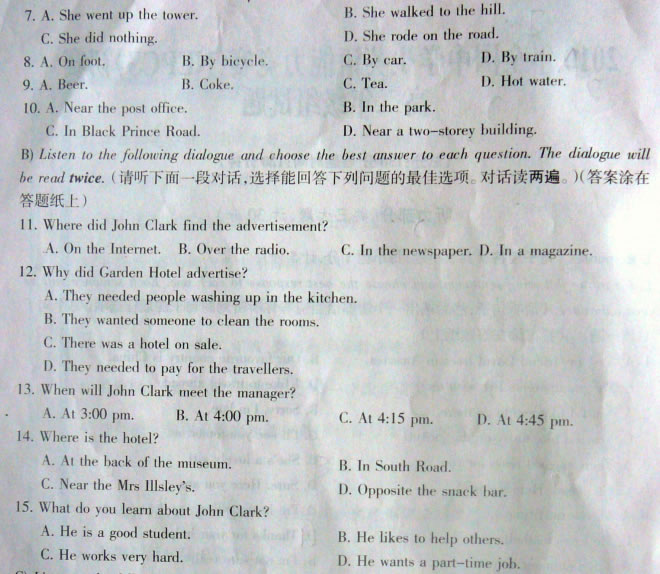 7. A. She went up the tower. B. She walked to the hill.
C. She did nothing. D. She rode on the road.
8. A. On foot. B. By bicycle. C. By car. D. By train.
9. A. Beer. B. Coke. C. Tea. D. Hot water.
10. A. Near the post office. B. In the park.
C. In Black Prince Road. D. Near a two-storey building.
B) Listen to the following dialogue and choose the best answer to each question. The dialogue will
be read twice. (请听下面一段对话,选择能回答下列问题的最佳选项。对话读两遍。)(答案涂在
答题纸上)
11. Where did John Clark find the advertisement?
A. On the Internet. B. Over the radio. C. In the newspaper. D. In a magazine.
12. Why did Garden Hotel advertise?
A. They needed people washing up in the kitchen.
B. They wanted someone to clean the rooms.
C. There was a hotel on sale.
D. They needed to pay for the travellers.
13. When will John Clark meet the manager?
A. At 3:00 pm. B. At 4:00 pm. C. At 4:15 pm. D. At 4:45 pm.
14. Where is the hotel?
A. At the back of the museum. B. In South Road.
C. Near the Mrs Illsley's. D. Opposite the snack bar.
15. What do you learn about John Clark?
A. He is a good student. B. He likes to help others.
C. He works very hard. D. He wants a part-time job.